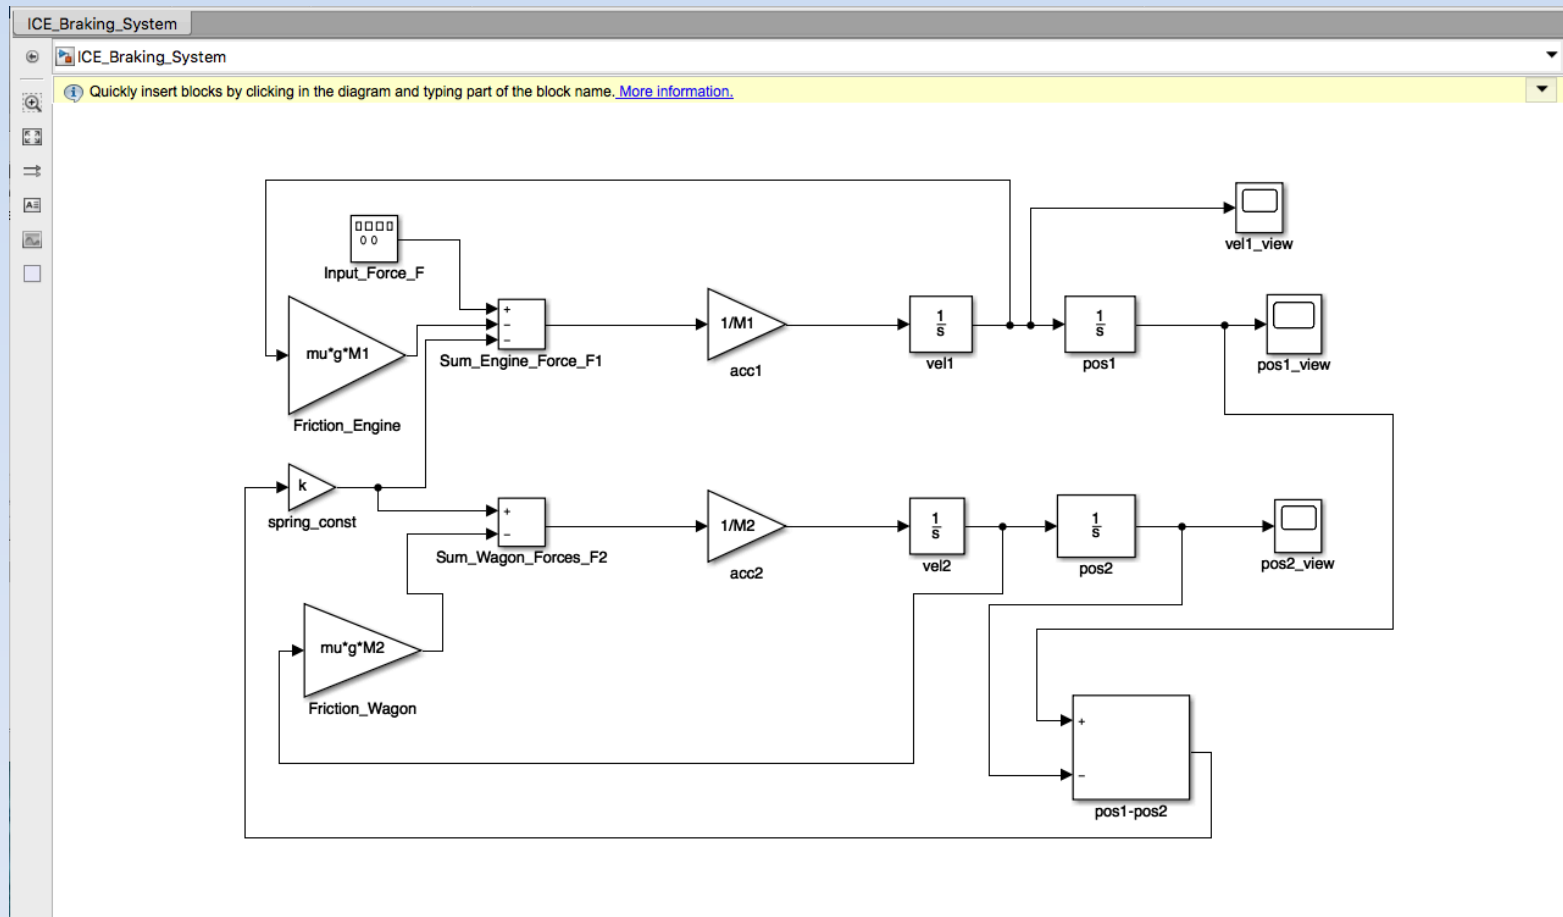 ICE_Braking_System
ICE_Braking_System
Quickly insert blocks by clicking in the diagram and typing part of the block name. More information.
vel1_view
Input_Force_F
+
−
−
mu*g*M1
1/M1
1
s
1
s
Sum_Engine_Force_F1
acc1
vel1
pos1
pos1_view
Friction_Engine
k
spring_const
+
−
1/M2
1
s
1
s
Sum_Wagon_Forces_F2
acc2
vel2
pos2
pos2_view
mu*g*M2
Friction_Wagon
+
−
pos1-pos2